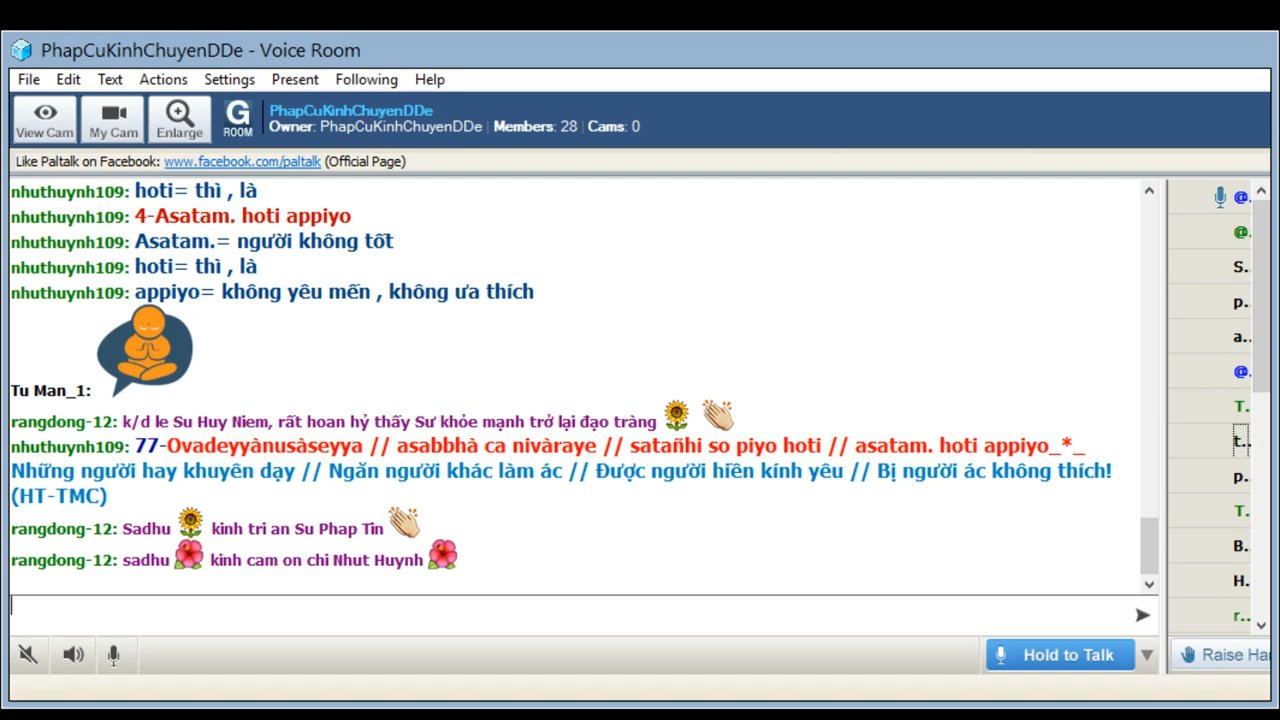 PhapCuKinhChuyenDDe - Voice Room
File Edit Text Actions Settings Present Following Help
View Cam My Cam Enlarge G ROOM
PhapCuKinhChuyenDDe
Owner: PhapCuKinhChuyenDDe | Members: 28 | Cams: 0
Like Paltalk on Facebook: www.facebook.com/paltalk (Official Page)
nhuthuynh109: hoti= thì , là
nhuthuynh109: 4-Asatam. hoti appiyo
nhuthuynh109: Asatam.= người không tốt
nhuthuynh109: hoti= thì , là
nhuthuynh109: appiyo= không yêu mến , không ưa thích
Tu Man_1:
rangdong-12: k/d le Su Huy Niem, rất hoan hỷ thấy Sư khỏe mạnh trở lại đạo tràng
nhuthuynh109: 77-Ovadeyyànusàseyya // asabbhà ca nivàraye // satañhi so piyo hoti // asatam. hoti appiyo_*_
Những người hay khuyên dạy // Ngăn người khác làm ác // Được người hiền kính yêu // Bị người ác không thích!
(HT-TMC)
rangdong-12: Sadhu kinh tri an Su Phap Tin
rangdong-12: sadhu kinh cam on chi Nhut Huynh
@.
@.
S.
p.
a..
@.
T.
t..
p.
T.
B.
H.
r..
Hold to Talk
Raise Han